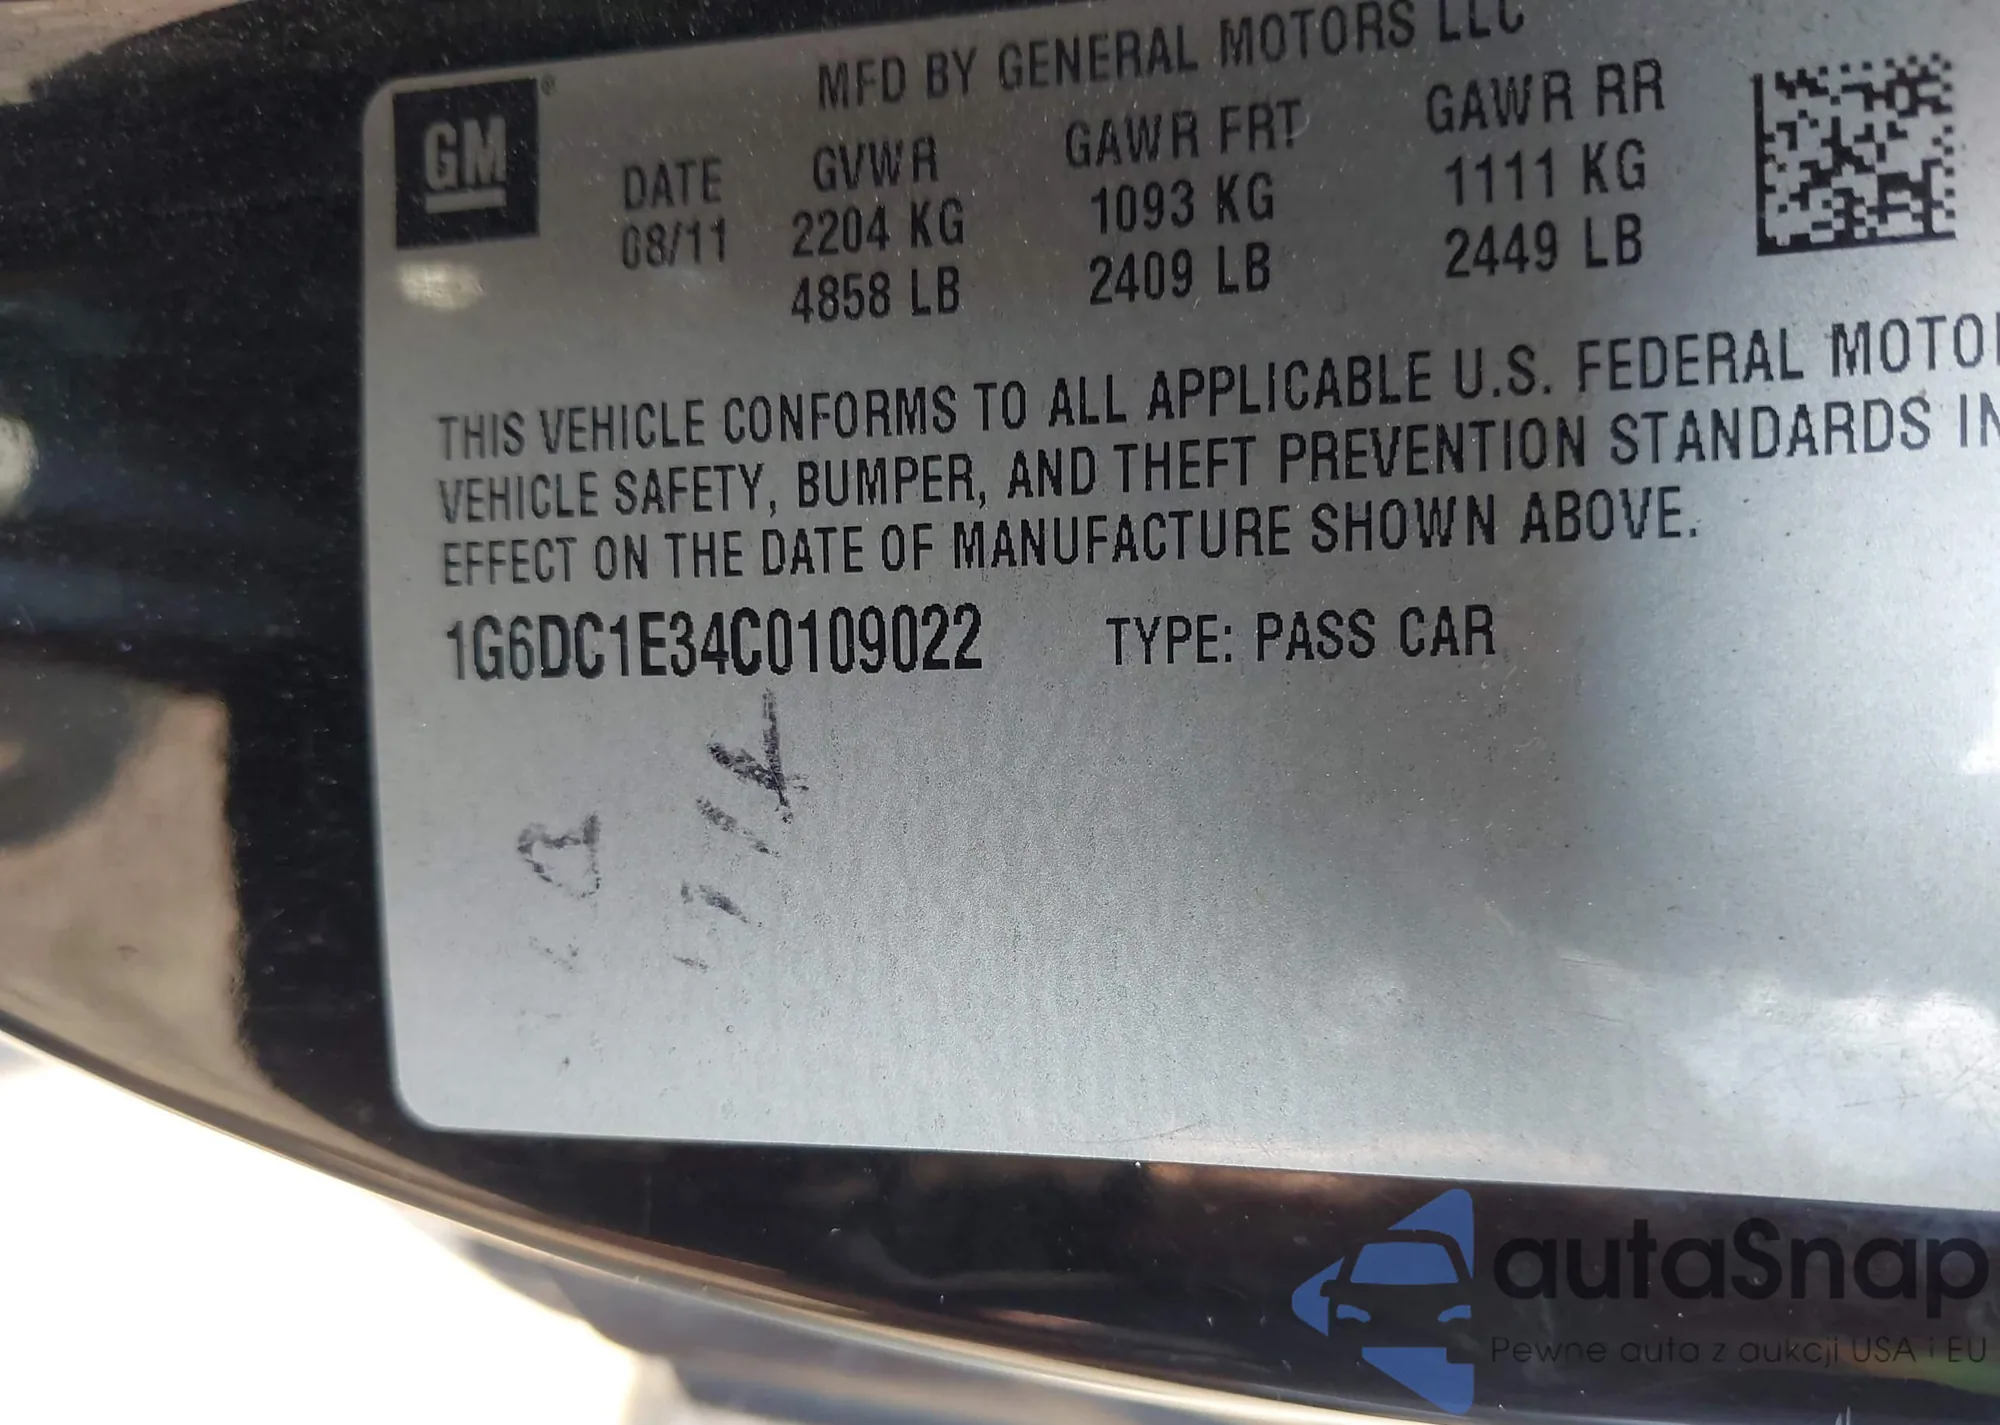 MFD BY GENERAL MOTORS LLC
GM®
DATE GVWR GAWR FRT GAWR RR
08/11 2204 KG 1093 KG 1111 KG
4858 LB 2409 LB 2449 LB
THIS VEHICLE CONFORMS TO ALL APPLICABLE U.S. FEDERAL MOTOR
VEHICLE SAFETY, BUMPER, AND THEFT PREVENTION STANDARDS IN
EFFECT ON THE DATE OF MANUFACTURE SHOWN ABOVE.
1G6DC1E34C0109022 TYPE: PASS CAR
autaSnap
Pewne auta z aukcji USA i EU